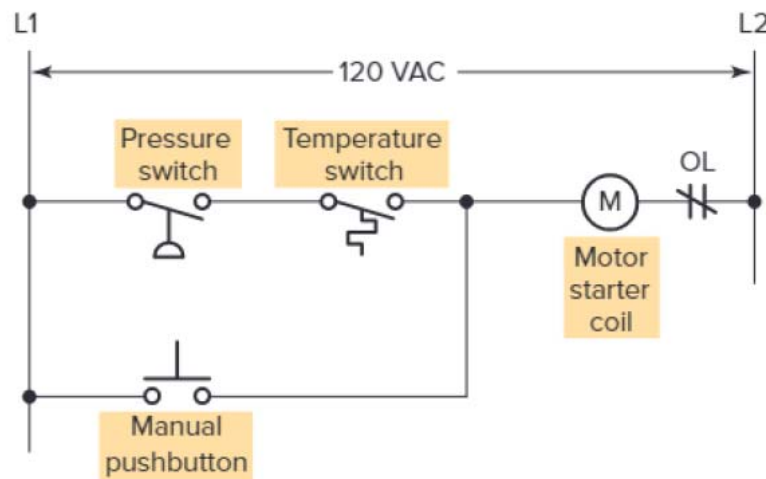 L1
L2
120 VAC
Pressure
switch
Temperature
switch
OL
M
Motor
starter
coil
Manual
pushbutton